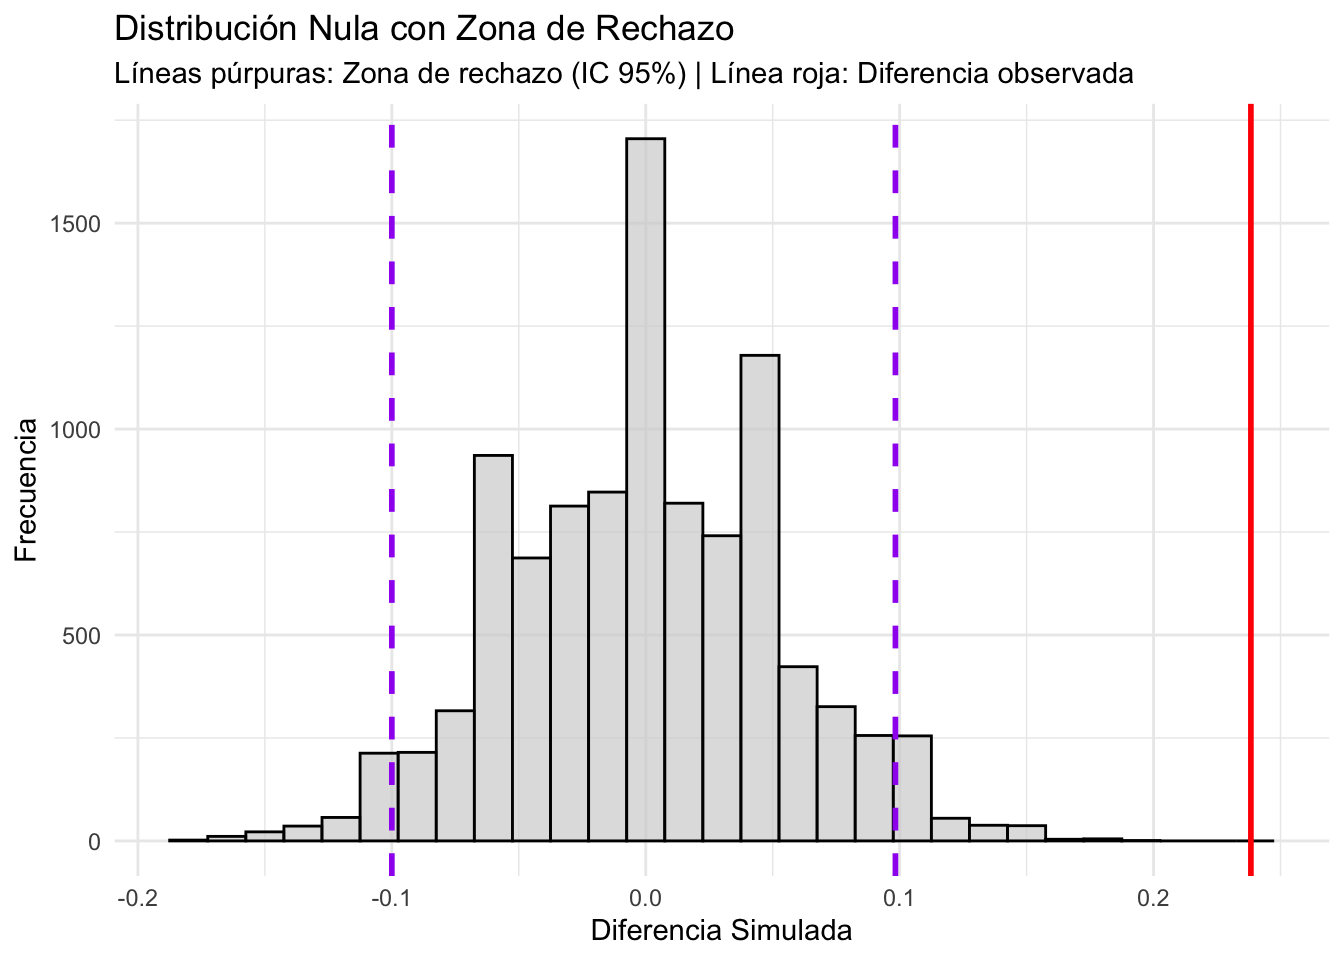 Distribución Nula con Zona de Rechazo
Líneas púrpuras: Zona de rechazo (IC 95%) | Línea roja: Diferencia observada
Frecuencia
1500
1000
500
0
-0.2
-0.1
0.0
0.1
0.2
Diferencia Simulada